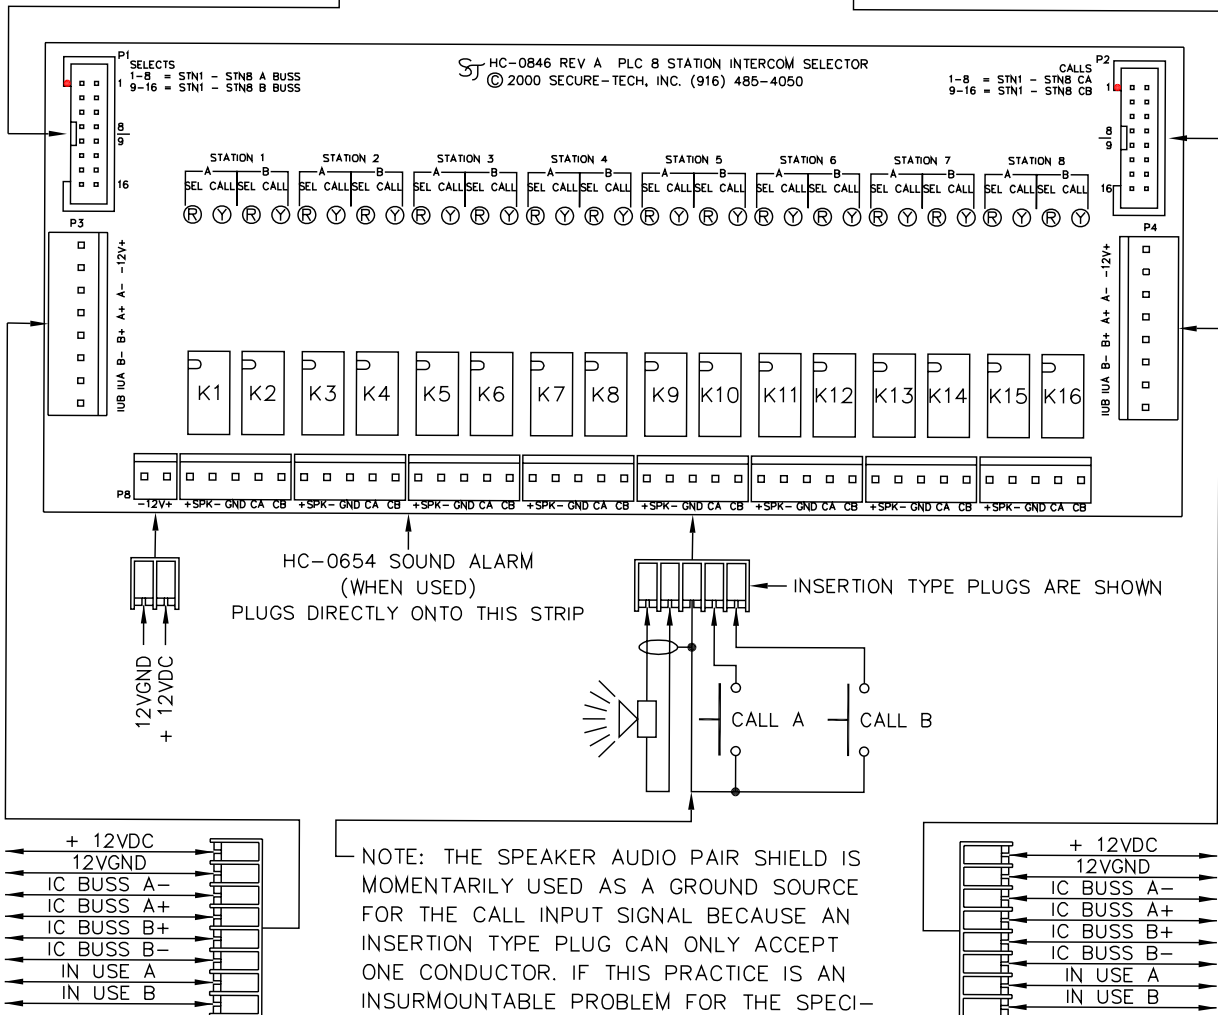 P1
SELECTS
1-8 = STN1 - STN8 A BUSS
9-16 = STN1 - STN8 B BUSS
1
8
9
16
ST HC-0846 REV A PLC 8 STATION INTERCOM SELECTOR
© 2000 SECURE-TECH, INC. (916) 485-4050
P2
CALLS
1-8 = STN1 - STN8 CA
9-16 = STN1 - STN8 CB
1
8
9
16
STATION 1 STATION 2 STATION 3 STATION 4 STATION 5 STATION 6 STATION 7 STATION 8
A B A B A B A B A B A B A B A B
SEL CALL SEL CALL SEL CALL SEL CALL SEL CALL SEL CALL SEL CALL SEL CALL SEL CALL SEL CALL SEL CALL SEL CALL SEL CALL SEL CALL SEL CALL SEL CALL
R Y R Y R Y R Y R Y R Y R Y R Y R Y R Y R Y R Y R Y R Y R Y R Y
P3
IUB IUA B- B+ A+ A- -12V+
P4
IUB IUA B- B+ A+ A- -12V+
K1 K2 K3 K4 K5 K6 K7 K8 K9 K10 K11 K12 K13 K14 K15 K16
P8
-12V+ +SPK- GND CA CB +SPK- GND CA CB +SPK- GND CA CB +SPK- GND CA CB +SPK- GND CA CB +SPK- GND CA CB +SPK- GND CA CB +SPK- GND CA CB
HC-0654 SOUND ALARM
(WHEN USED)
PLUGS DIRECTLY ONTO THIS STRIP
INSERTION TYPE PLUGS ARE SHOWN
12VGND
+ 12VDC
CALL A
CALL B
+ 12VDC
12VGND
IC BUSS A-
IC BUSS A+
IC BUSS B+
IC BUSS B-
IN USE A
IN USE B
NOTE: THE SPEAKER AUDIO PAIR SHIELD IS
MOMENTARILY USED AS A GROUND SOURCE
FOR THE CALL INPUT SIGNAL BECAUSE AN
INSERTION TYPE PLUG CAN ONLY ACCEPT
ONE CONDUCTOR. IF THIS PRACTICE IS AN
INSURMOUNTABLE PROBLEM FOR THE SPECI-
+ 12VDC
12VGND
IC BUSS A-
IC BUSS A+
IC BUSS B+
IC BUSS B-
IN USE A
IN USE B